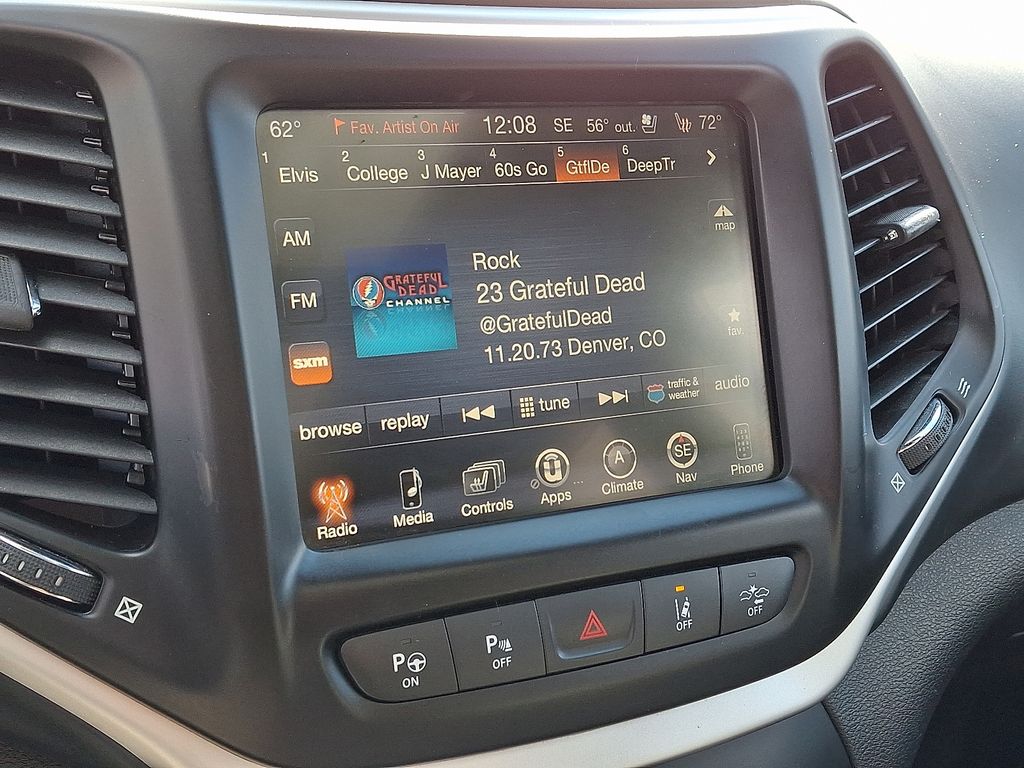 62° Fav. Artist On Air 12:08 SE 56° out. 72°
1 Elvis 2 College 3 J Mayer 4 60s Go 5 GtflDe 6 DeepTr
map
AM
FM
sxm
GRATEFUL
DEAD
CHANNEL
Rock
23 Grateful Dead
@GratefulDead
11.20.73 Denver, CO
fav.
browse replay tune traffic & weather audio
Radio Media Controls Apps Climate Nav Phone
A
SE
P ON
P OFF
OFF
OFF